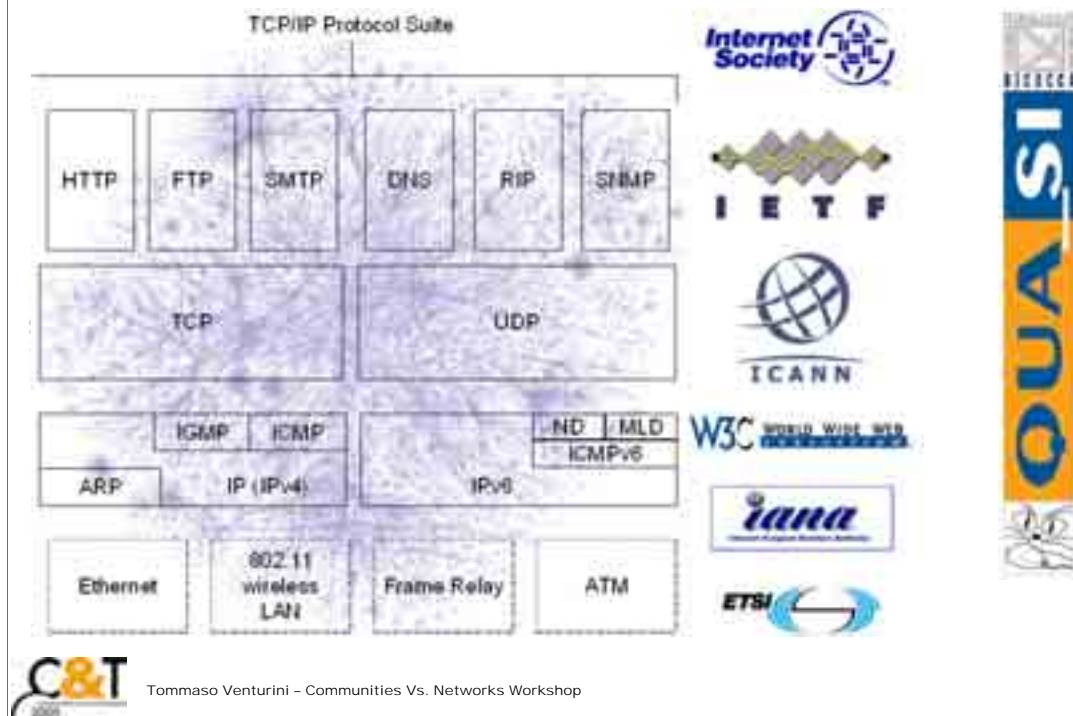 TCP/IP Protocol Suite
HTTP
FTP
SMTP
DNS
RIP
SNMP
TCP
UDP
IGMP
ICMP
ND
MLD
ICMPv6
ARP
IP (IPv4)
IPv6
Ethernet
802.11
wireless
LAN
Frame Relay
ATM
Internet
Society
IETF
ICANN
W3C WORLD WIDE WEB
iana
ETSI
BICOCCA
QUA_SI
C&T
Tommaso Venturini – Communities Vs. Networks Workshop